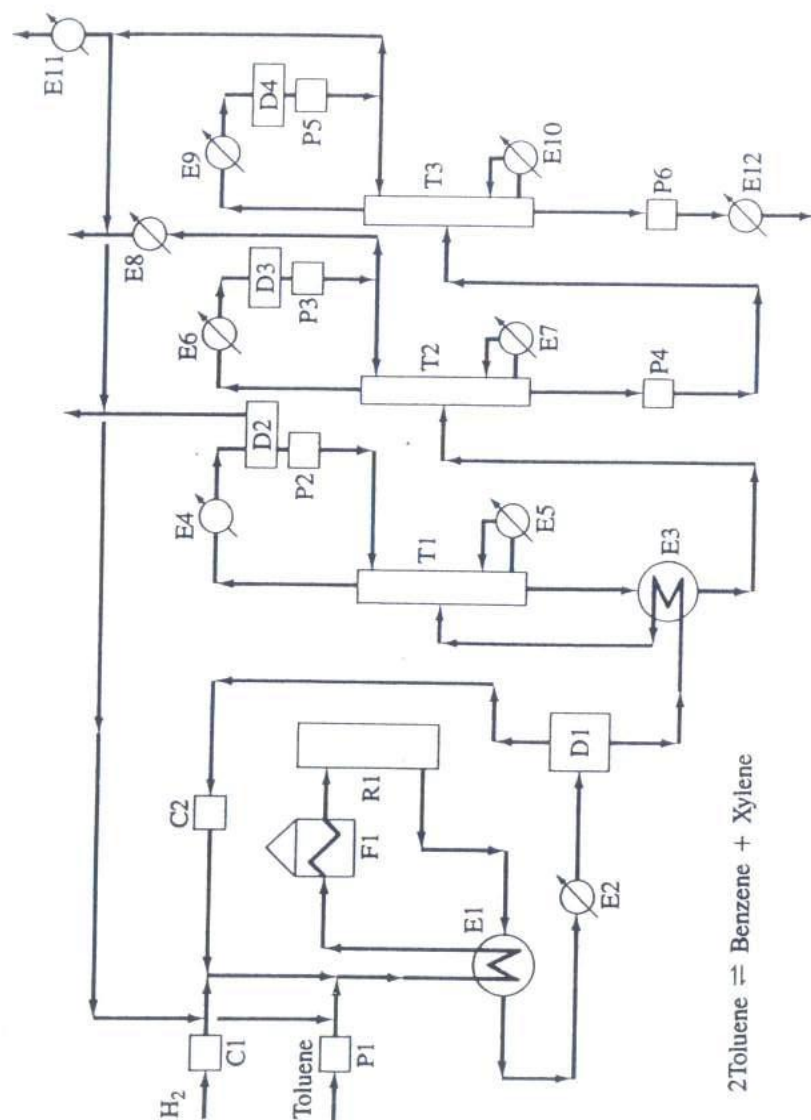 E11
E9
D4
P5
T3
E10
P6
E12
E8
E6
D3
P3
T2
E7
P4
E4
D2
P2
T1
E5
E3
C2
F1
R1
D1
E1
E2
H₂
C1
Toluene
P1
2Toluene ⇌ Benzene + Xylene